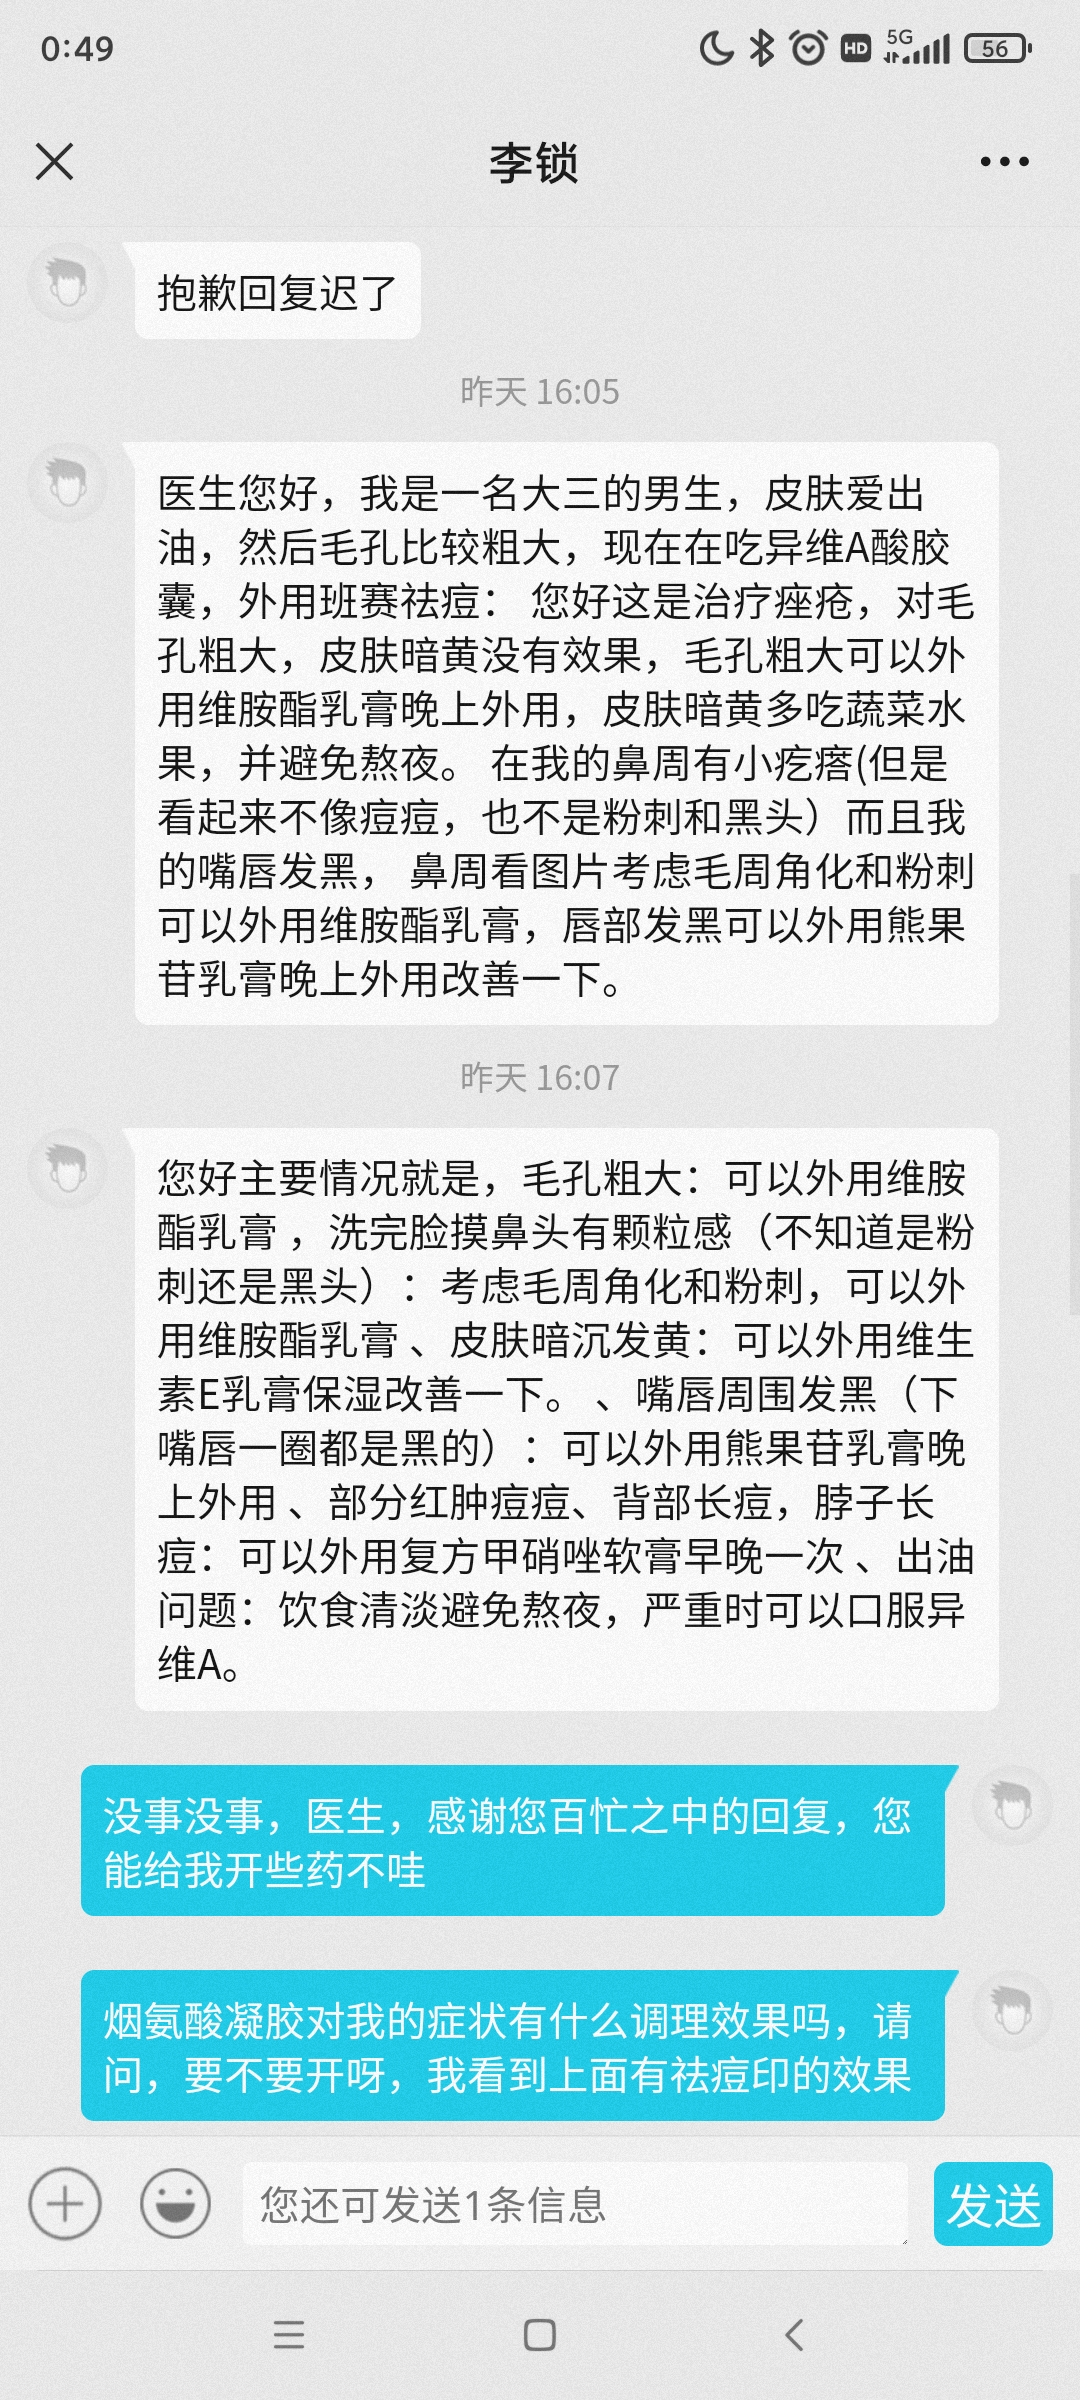 0:49
HD
5G
56
李锁
抱歉回复迟了
昨天 16:05
医生您好，我是一名大三的男生，皮肤爱出
油，然后毛孔比较粗大，现在在吃异维A酸胶
囊，外用班赛祛痘： 您好这是治疗痤疮，对毛
孔粗大，皮肤暗黄没有效果，毛孔粗大可以外
用维胺酯乳膏晚上外用，皮肤暗黄多吃蔬菜水
果，并避免熬夜。 在我的鼻周有小疙瘩(但是
看起来不像痘痘，也不是粉刺和黑头）而且我
的嘴唇发黑， 鼻周看图片考虑毛周角化和粉刺
可以外用维胺酯乳膏，唇部发黑可以外用熊果
苷乳膏晚上外用改善一下。
昨天 16:07
您好主要情况就是，毛孔粗大：可以外用维胺
酯乳膏 ，洗完脸摸鼻头有颗粒感（不知道是粉
刺还是黑头）：考虑毛周角化和粉刺，可以外
用维胺酯乳膏 、皮肤暗沉发黄：可以外用维生
素E乳膏保湿改善一下。 、嘴唇周围发黑（下
嘴唇一圈都是黑的）：可以外用熊果苷乳膏晚
上外用 、部分红肿痘痘、背部长痘，脖子长
痘：可以外用复方甲硝唑软膏早晚一次 、出油
问题：饮食清淡避免熬夜，严重时可以口服异
维A。
没事没事，医生，感谢您百忙之中的回复，您
能给我开些药不哇
烟氨酸凝胶对我的症状有什么调理效果吗，请
问，要不要开呀，我看到上面有祛痘印的效果
您还可发送1条信息
发送